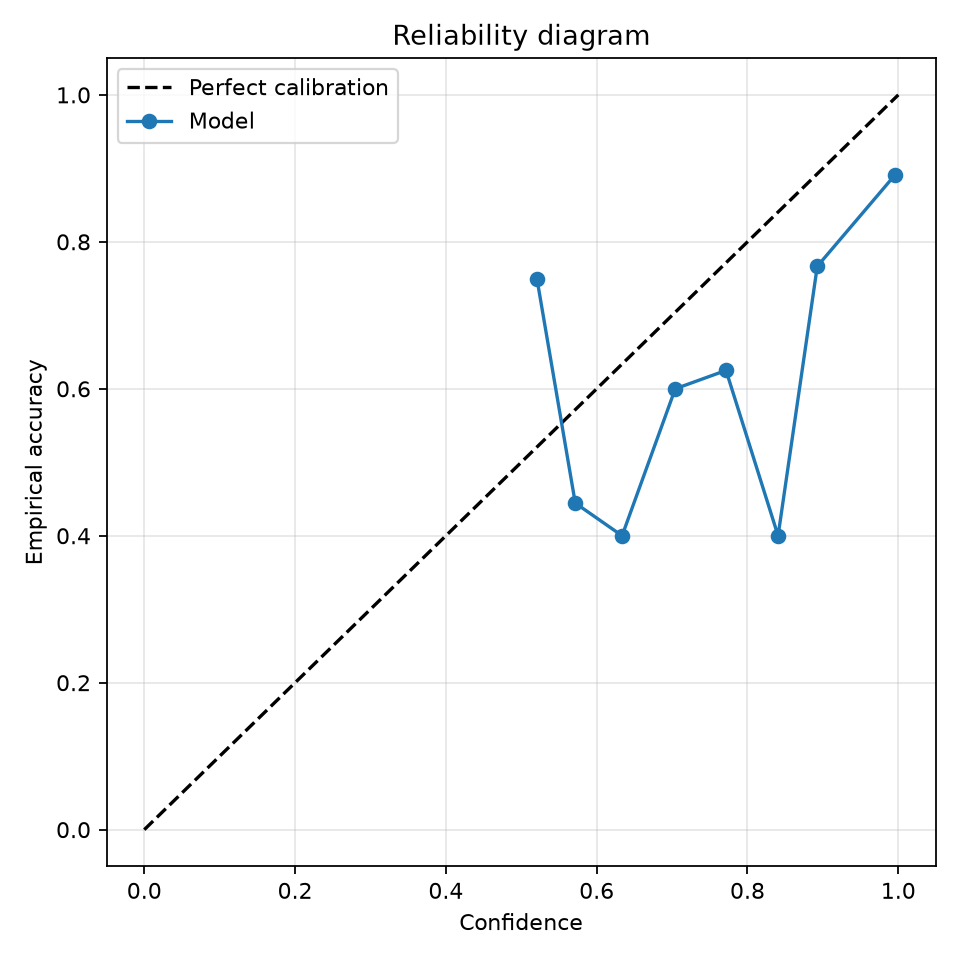 Reliability diagram
Perfect calibration
Model
1.0
0.8
0.6
0.4
0.2
0.0
Empirical accuracy
0.0 0.2 0.4 0.6 0.8 1.0
Confidence